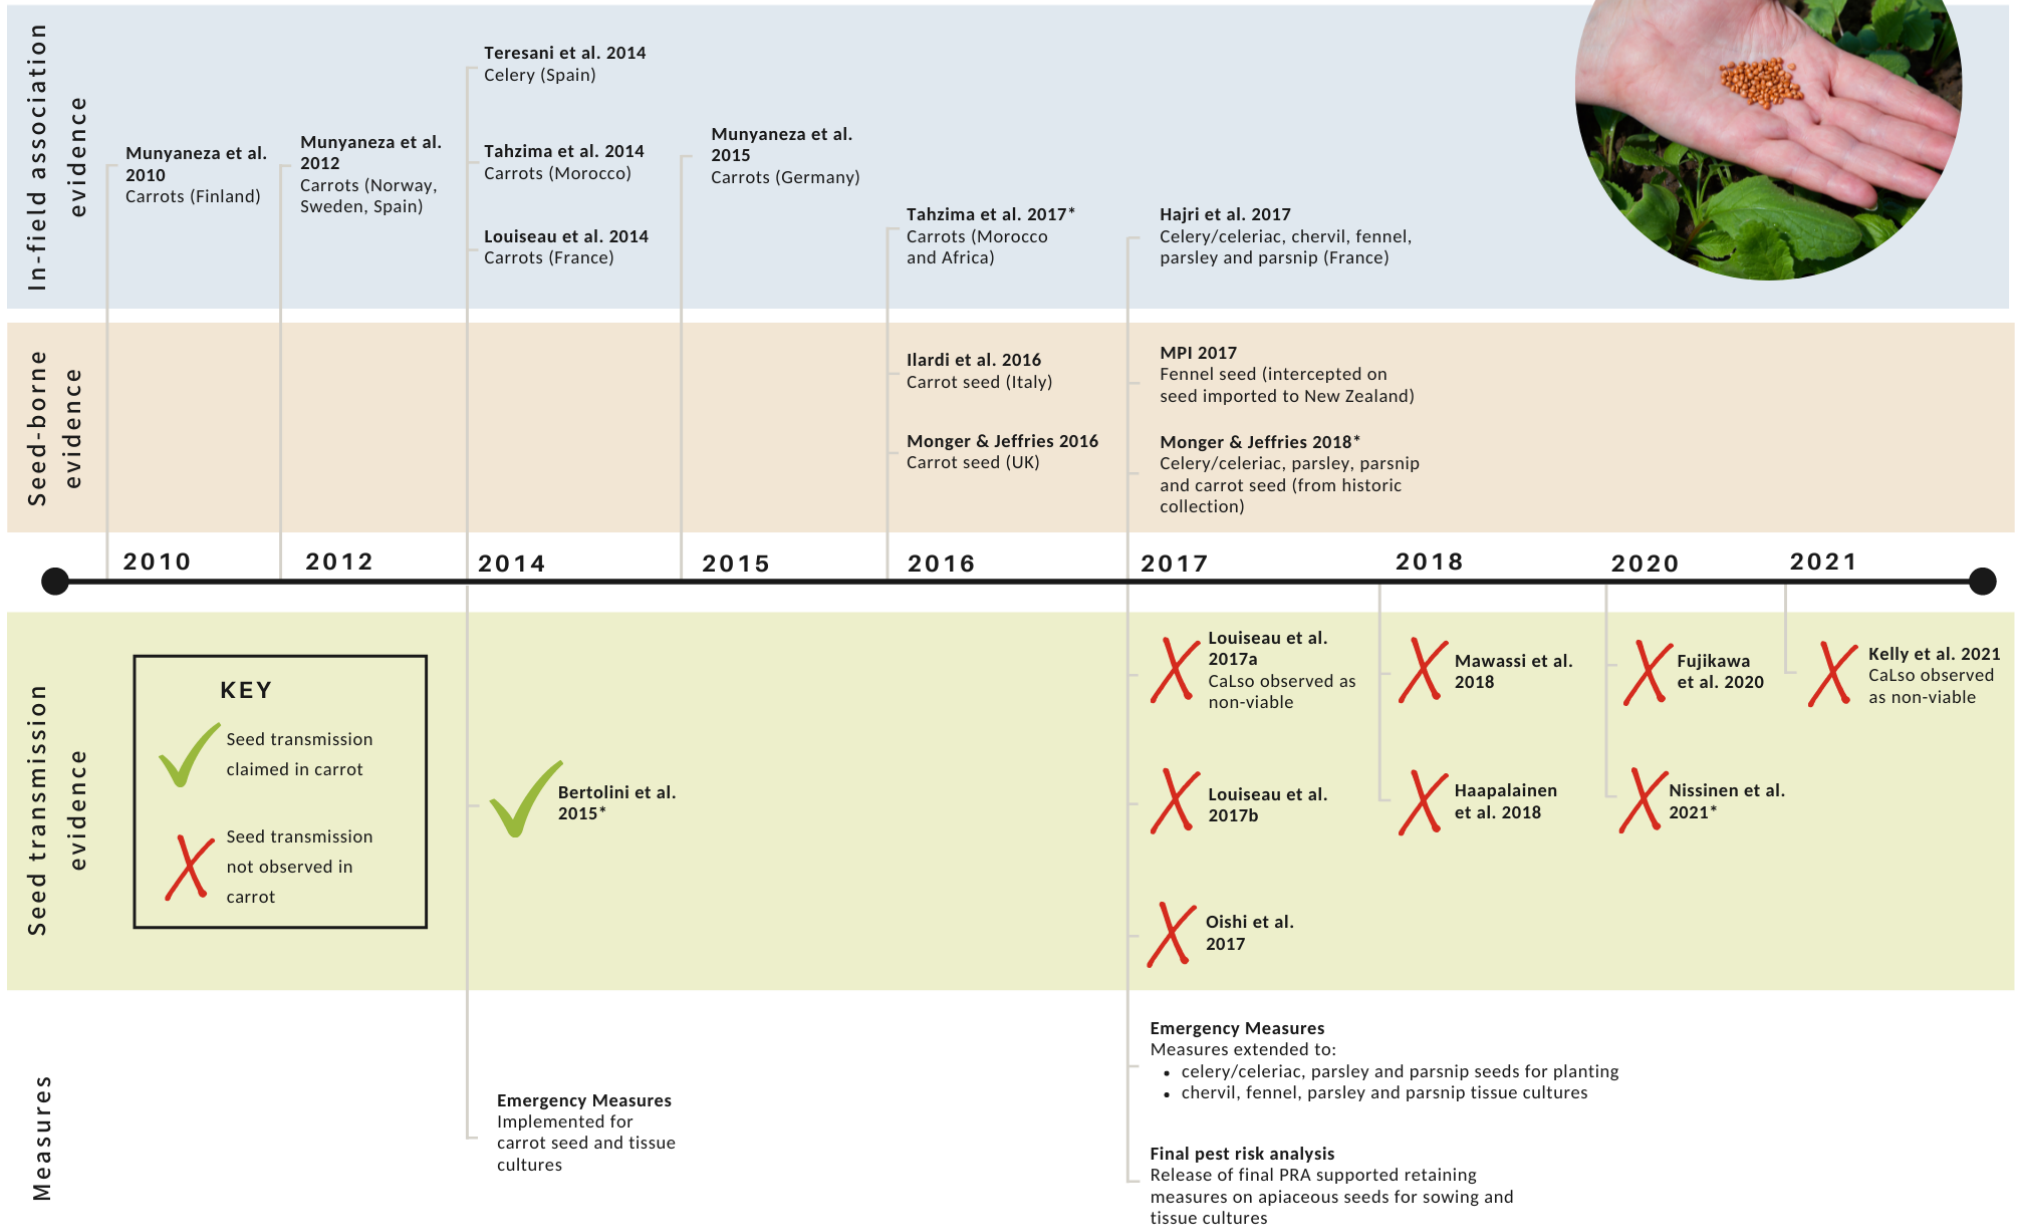 In-field association
evidence
Munyaneza et al.
2010
Carrots (Finland)
Munyaneza et al.
2012
Carrots (Norway,
Sweden, Spain)
Teresani et al. 2014
Celery (Spain)
Tahzima et al. 2014
Carrots (Morocco)
Louiseau et al. 2014
Carrots (France)
Munyaneza et al.
2015
Carrots (Germany)
Tahzima et al. 2017*
Carrots (Morocco
and Africa)
Hajri et al. 2017
Celery/celeriac, chervil, fennel,
parsley and parsnip (France)
Seed-borne
evidence
Ilardi et al. 2016
Carrot seed (Italy)
Monger & Jeffries 2016
Carrot seed (UK)
MPI 2017
Fennel seed (intercepted on
seed imported to New Zealand)
Monger & Jeffries 2018*
Celery/celeriac, parsley, parsnip
and carrot seed (from historic
collection)
2010
2012
2014
2015
2016
2017
2018
2020
2021
Seed transmission
evidence
KEY
Seed transmission
claimed in carrot
Seed transmission
not observed in
carrot
Bertolini et al.
2015*
Louiseau et al.
2017a
CaLso observed as
non-viable
Louiseau et al.
2017b
Oishi et al.
2017
Mawassi et al.
2018
Haapalainen
et al. 2018
Fujikawa
et al. 2020
Nissinen et al.
2021*
Kelly et al. 2021
CaLso observed
as non-viable
Measures
Emergency Measures
Implemented for
carrot seed and tissue
cultures
Emergency Measures
Measures extended to:
• celery/celeriac, parsley and parsnip seeds for planting
• chervil, fennel, parsley and parsnip tissue cultures
Final pest risk analysis
Release of final PRA supported retaining
measures on apiaceous seeds for sowing and
tissue cultures